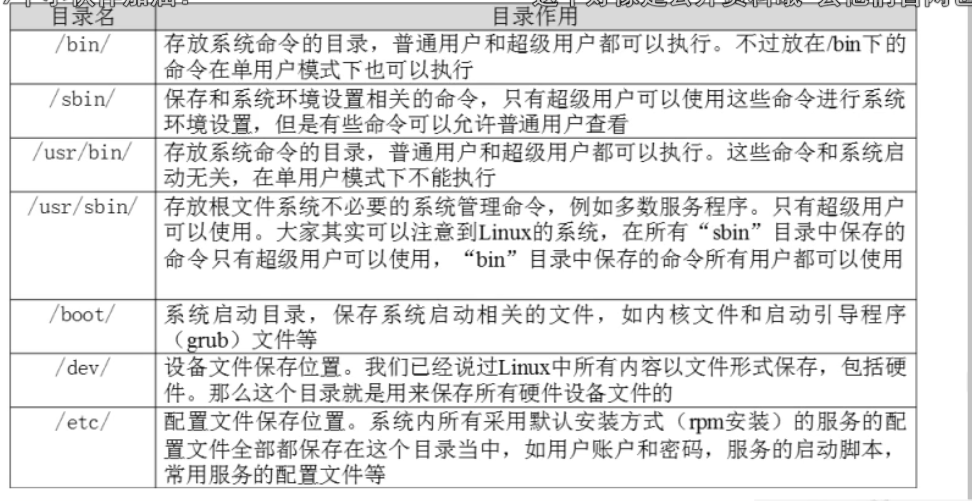 目录名 目录作用
/bin/ 存放系统命令的目录，普通用户和超级用户都可以执行。不过放在/bin下的
命令在单用户模式下也可以执行
/sbin/ 保存和系统环境设置相关的命令，只有超级用户可以使用这些命令进行系统
环境设置，但是有些命令可以允许普通用户查看
/usr/bin/ 存放系统命令的目录，普通用户和超级用户都可以执行。这些命令和系统启
动无关，在单用户模式下不能执行
/usr/sbin/ 存放根文件系统不必要的系统管理命令，例如多数服务程序。只有超级用户
可以使用。大家其实可以注意到Linux的系统，在所有“sbin”目录中保存的
命令只有超级用户可以使用，“bin”目录中保存的命令所有用户都可以使用
/boot/ 系统启动目录，保存系统启动相关的文件，如内核文件和启动引导程序
（grub）文件等
/dev/ 设备文件保存位置。我们已经说过Linux中所有内容以文件形式保存，包括硬
件。那么这个目录就是用来保存所有硬件设备文件的
/etc/ 配置文件保存位置。系统内所有采用默认安装方式（rpm安装）的服务的配
置文件全部都保存在这个目录当中，如用户账户和密码，服务的启动脚本，
常用服务的配置文件等